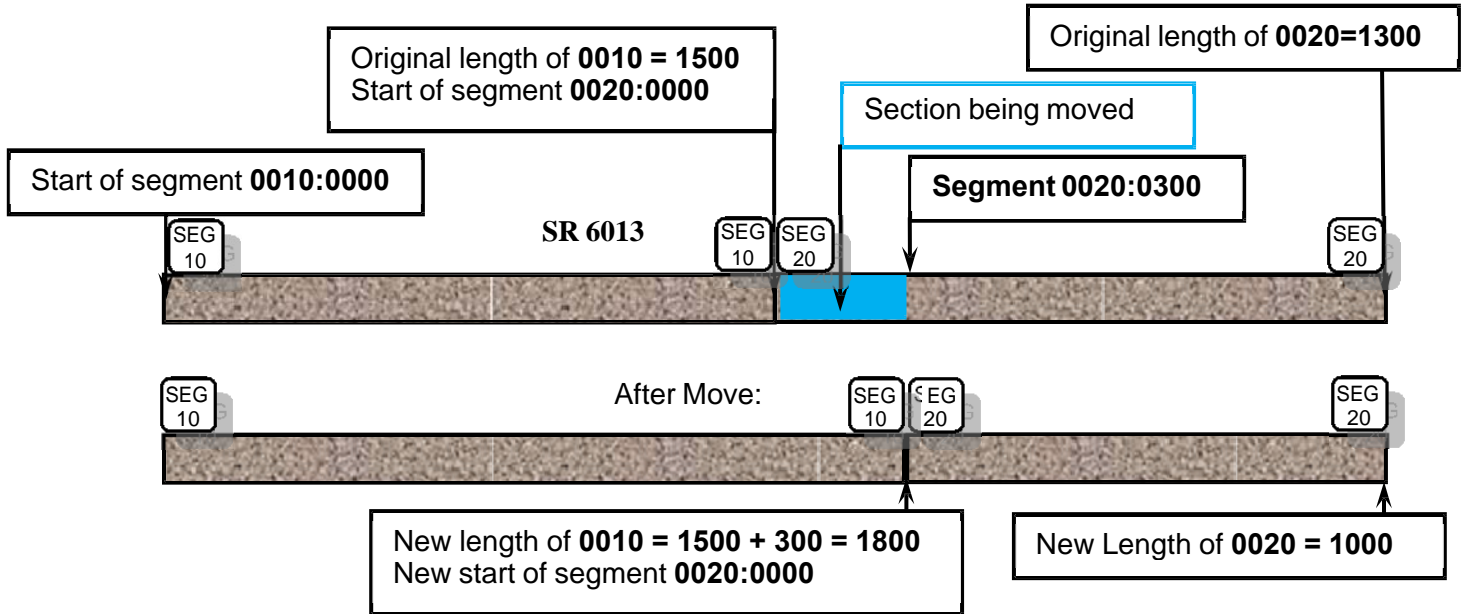 Original length of 0010 = 1500
Start of segment 0020:0000
Original length of 0020=1300
Section being moved
Start of segment 0010:0000
Segment 0020:0300
SR 6013
SEG
10
SEG
10
SEG
20
SEG
20
After Move:
SEG
10
SEG
10
SEG
20
SEG
20
New length of 0010 = 1500 + 300 = 1800
New start of segment 0020:0000
New Length of 0020 = 1000